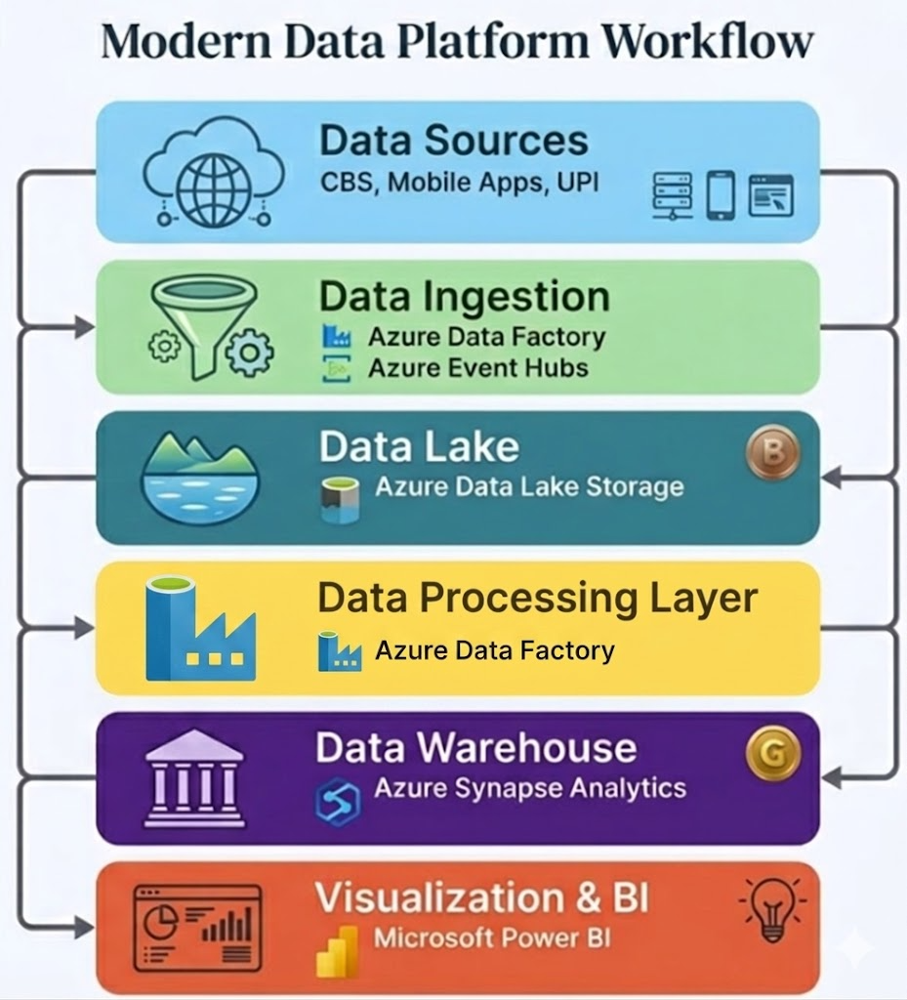 Modern Data Platform Workflow
Data Sources
CBS, Mobile Apps, UPI
Data Ingestion
Azure Data Factory
Azure Event Hubs
Data Lake
B
Azure Data Lake Storage
Data Processing Layer
Azure Data Factory
Data Warehouse
G
Azure Synapse Analytics
Visualization & BI
Microsoft Power BI